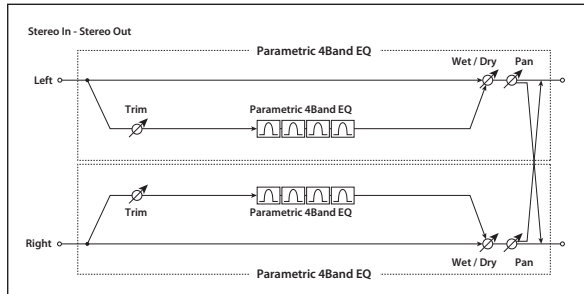 Stereo In - Stereo Out
Parametric 4Band EQ
Wet / Dry Pan
Left
Trim
Parametric 4Band EQ
Trim
Parametric 4Band EQ
Right
Wet / Dry Pan
Parametric 4Band EQ